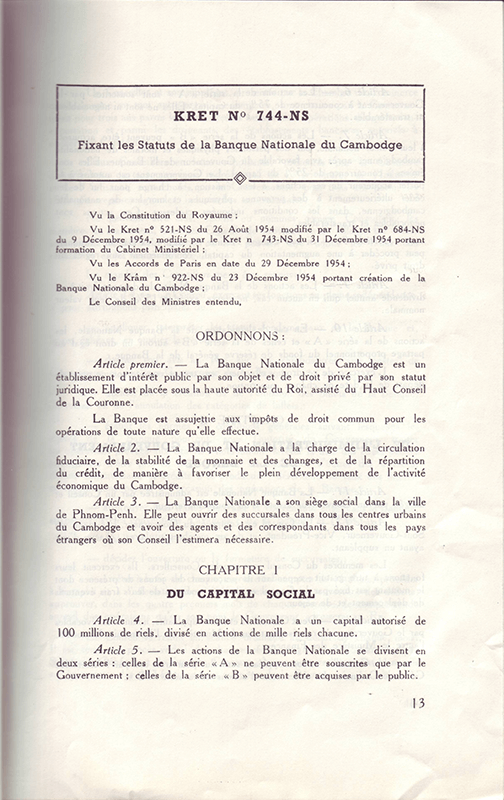 KRET Nº 744-NS
Fixant les Statuts de la Banque Nationale du Cambodge
Vu la Constitution du Royaume ;
Vu le Kret nº 521-NS du 26 Août 1954 modifié par le Kret nº 684-NS
du 9 Décembre 1954, modifié par le Kret n 743-NS du 31 Décembre 1954 portant
formation du Cabinet Ministériel ;
Vu les Accords de Paris en date du 29 Décembre 1954 ;
Vu le Krâm n 922-NS du 23 Décembre 1954 portant création de la
Banque Nationale du Cambodge ;
Le Conseil des Ministres entendu,
ORDONNONS :
Article premier. — La Banque Nationale du Cambodge est un
établissement d'intérêt public par son objet et de droit privé par son statut
juridique. Elle est placée sous la haute autorité du Roi, assisté du Haut Conseil
de la Couronne.
La Banque est assujettie aux impôts de droit commun pour les
opérations de toute nature qu'elle effectue.
Article 2. — La Banque Nationale a la charge de la circulation
fiduciaire, de la stabilité de la monnaie et des changes, et de la répartition
du crédit, de manière à favoriser le plein développement de l'activité
économique du Cambodge.
Article 3. — La Banque Nationale a son siège social dans la ville
de Phnom-Penh. Elle peut ouvrir des succursales dans tous les centres urbains
du Cambodge et avoir des agents et des correspondants dans tous les pays
étrangers où son Conseil l'estimera nécessaire.
CHAPITRE I
DU CAPITAL SOCIAL
Article 4. — La Banque Nationale a un capital autorisé de
100 millions de riels, divisé en actions de mille riels chacune.
Article 5. — Les actions de la Banque Nationale se divisent en
deux séries : celles de la série « A » ne peuvent être souscrites que par le
Gouvernement ; celles de la série « B » peuvent être acquises par le public.
13